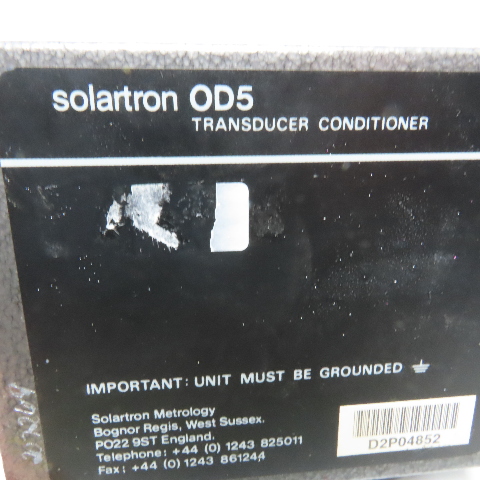 solartron OD5
TRANSDUCER CONDITIONER
IMPORTANT: UNIT MUST BE GROUNDED
Solartron Metrology
Bognor Regis, West Sussex.
PO22 9ST England.
Telephone: +44 (0) 1243 825011
Fax: +44 (0) 1243 861244
D2P04852